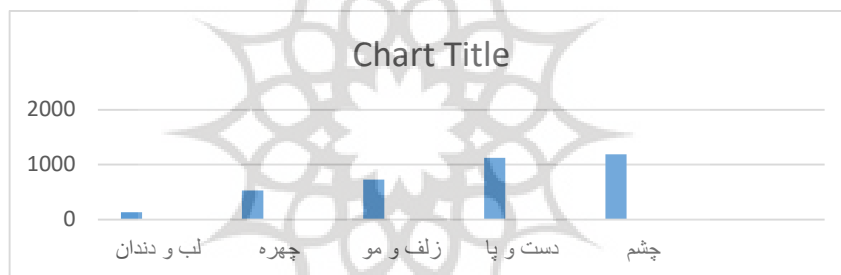 Chart Title
2000
1000
0
لب و دندان
چهره
زلف و مو
دست و پا
چشم